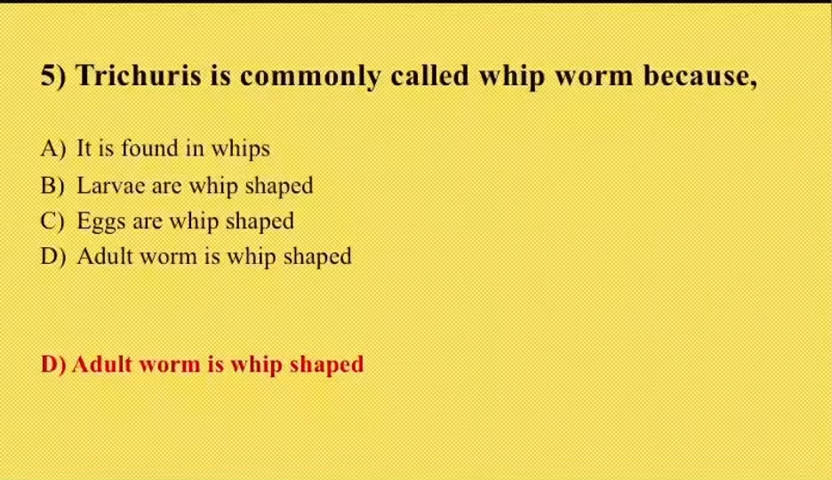 5) Trichuris is commonly called whip worm because,
A) It is found in whips
B) Larvae are whip shaped
C) Eggs are whip shaped
D) Adult worm is whip shaped
D) Adult worm is whip shaped